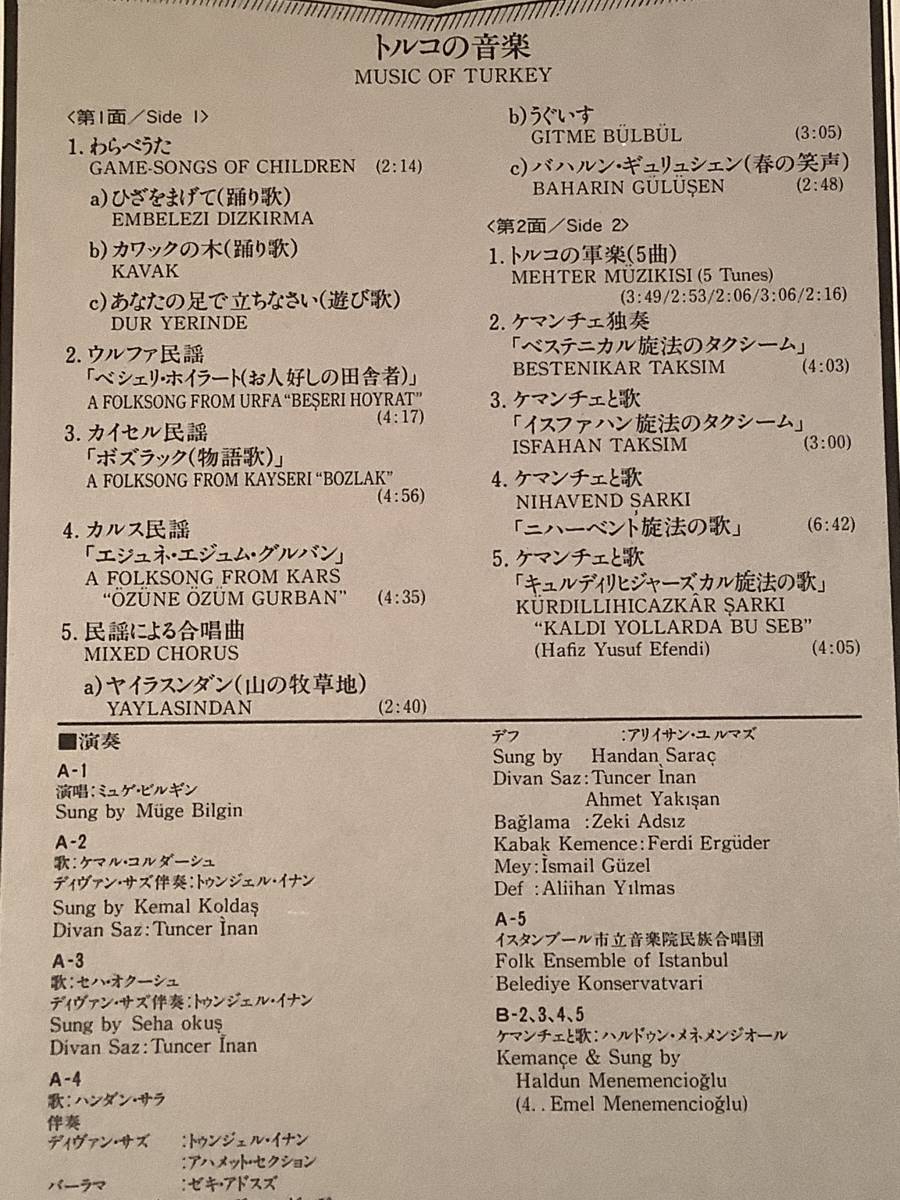 トルコの音楽
MUSIC OF TURKEY
〈第1面／Side 1〉
1. わらべうた
GAME-SONGS OF CHILDREN (2:14)
a)ひざをまげて(踊り歌)
EMBELEZI DIZKIRMA
b)カワックの木(踊り歌)
KAVAK
c)あなたの足で立ちなさい(遊び歌)
DUR YERINDE
2. ウルファ民謡
「ベシェリ・ホイラート(お人好しの田舎者)」
A FOLKSONG FROM URFA “BEŞERI HOYRAT”
(4:17)
3. カイセル民謡
「ボズラック(物語歌)」
A FOLKSONG FROM KAYSERI “BOZLAK”
(4:56)
4. カルス民謡
「エジュネ・エジュム・グルバン」
A FOLKSONG FROM KARS
“ÖZÜNE ÖZÜM GURBAN” (4:35)
5. 民謡による合唱曲
MIXED CHORUS
a)ヤイラスンダン(山の牧草地)
YAYLASINDAN (2:40)
b)うぐいす
GITME BÜLBÜL (3:05)
c)バハルン・ギュリュシェン(春の笑声)
BAHARIN GÜLÜŞEN (2:48)
〈第2面／Side 2〉
1. トルコの軍楽(5曲)
MEHTER MÜZIKISI (5 Tunes)
(3:49/2:53/2:06/3:06/2:16)
2. ケマンチェ独奏
「ベステニカル旋法のタクシーム」
BESTENIKAR TAKSIM (4:03)
3. ケマンチェと歌
「イスファハン旋法のタクシーム」
ISFAHAN TAKSIM (3:00)
4. ケマンチェと歌
NIHAVEND ŞARKI
「ニハーベント旋法の歌」 (6:42)
5. ケマンチェと歌
「キュルディリヒジャーズカル旋法の歌」
KÜRDILLIHICAZKÂR ŞARKI
“KALDI YOLLARDA BU SEB”
(Hafiz Yusuf Efendi) (4:05)
■演奏
A-1
演唱:ミュゲ・ビルギン
Sung by Müge Bilgin
A-2
歌:ケマル・コルダーシュ
ディヴァン・サズ伴奏:トゥンジェル・イナン
Sung by Kemal Koldaş
Divan Saz:Tuncer İnan
A-3
歌:セハ・オクーシュ
ディヴァン・サズ伴奏:トゥンジェル・イナン
Sung by Seha okuş
Divan Saz:Tuncer İnan
A-4
歌:ハンダン・サラ
伴奏
ディヴァン・サズ :トゥンジェル・イナン
:アハメット・セクション
バーラマ :ゼキ・アドスズ
デフ :アリイサン・ユルマズ
Sung by Handan Saraç
Divan Saz:Tuncer İnan
Ahmet Yakışan
Bağlama :Zeki Adsız
Kabak Kemence:Ferdi Ergüder
Mey:İsmail Güzel
Def :Aliihan Yılmas
A-5
イスタンブール市立音楽院民族合唱団
Folk Ensemble of Istanbul
Belediye Konservatvari
B-2、3、4、5
ケマンチェと歌:ハルドゥン・メネメンジオール
Kemançe & Sung by
Haldun Menemencioğlu
(4. . Emel Menemencioğlu)